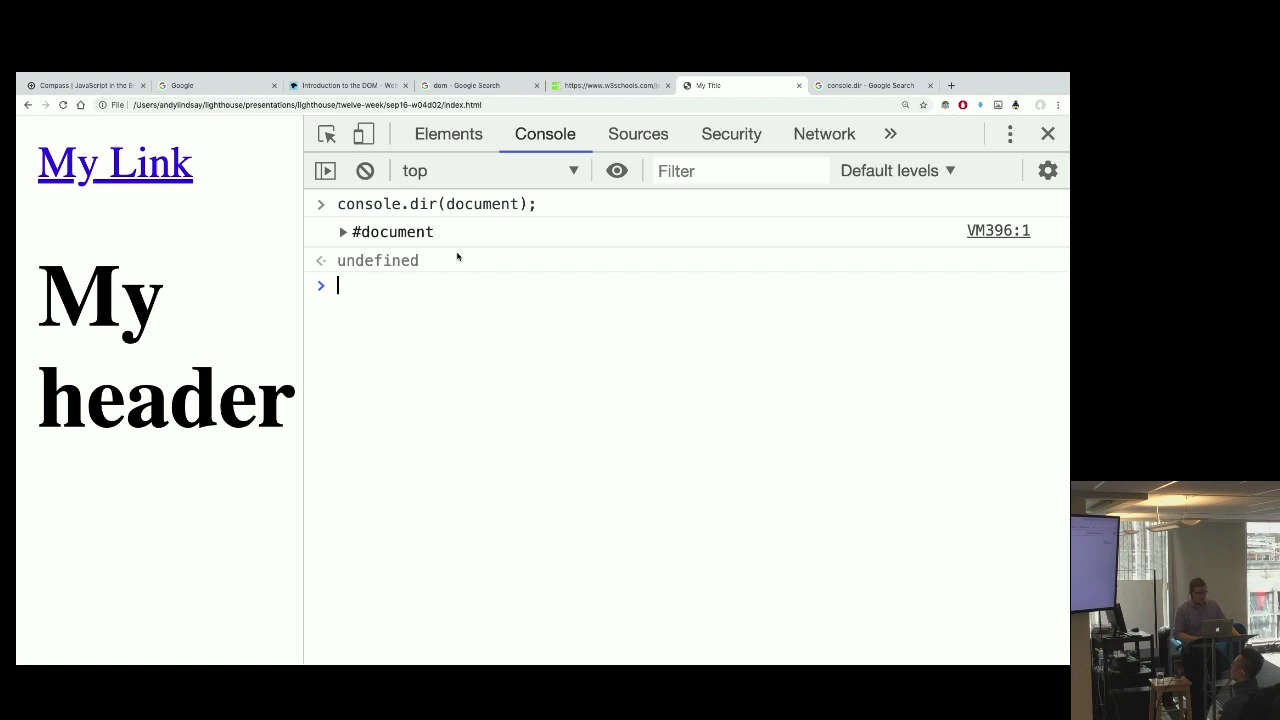 Compass | JavaScript in the B
Google
Introduction to the DOM - We
dom - Google Search
https://www.w3schools.com/js
My Title
console.dir - Google Search
File /Users/andylindsay/lighthouse/presentations/lighthouse/twelve-week/sep16-w04d02/index.html
My Link
My
header
Elements Console Sources Security Network
top Filter Default levels
console.dir(document);
#document VM396:1
undefined